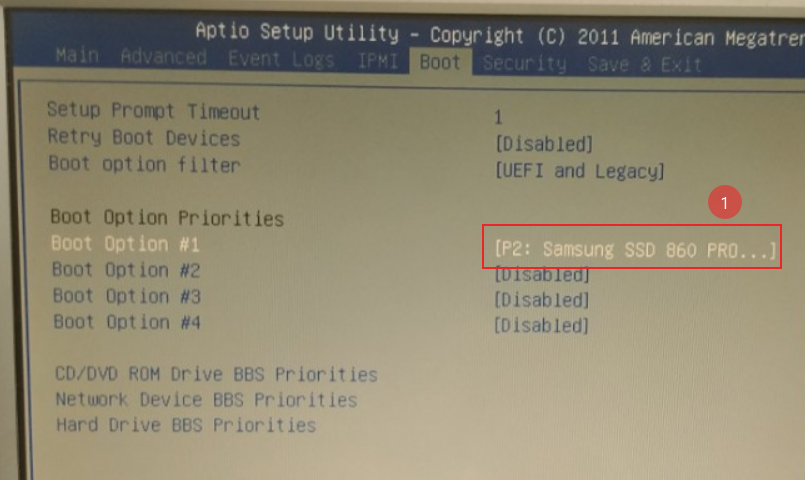 Aptio Setup Utility - Copyright (C) 2011 American Megatren
Main Advanced Event Logs IPMI Boot Security Save & Exit
Setup Prompt Timeout 1
Retry Boot Devices [Disabled]
Boot option filter [UEFI and Legacy]
1
Boot Option Priorities
Boot Option #1 [P2: Samsung SSD 860 PRO...]
Boot Option #2 [Disabled]
Boot Option #3 [Disabled]
Boot Option #4 [Disabled]
CD/DVD ROM Drive BBS Priorities
Network Device BBS Priorities
Hard Drive BBS Priorities